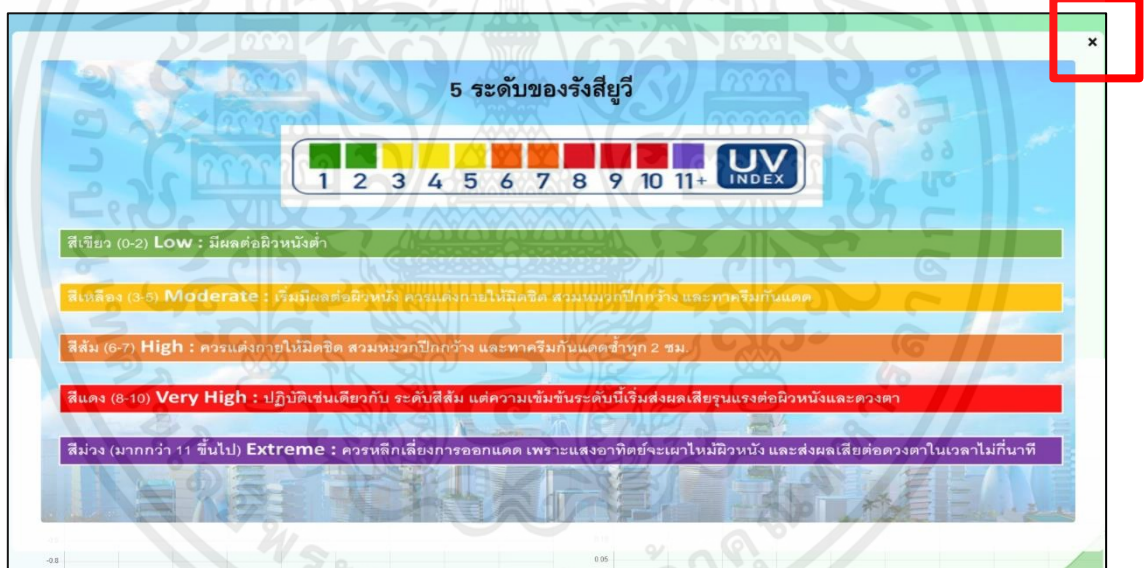 ×
5 ระดับของรังสียูวี
1 2 3 4 5 6 7 8 9 10 11+ UV INDEX
สีเขียว (0-2) Low : มีผลต่อผิวหนังต่ำ
สีเหลือง (3-5) Moderate : เริ่มมีผลต่อผิวหนัง ควรแต่งกายให้มิดชิด สวมหมวกปีกกว้าง และทาครีมกันแดด
สีส้ม (6-7) High : ควรแต่งกายให้มิดชิด สวมหมวกปีกกว้าง และทาครีมกันแดดซ้ำทุก 2 ชม.
สีแดง (8-10) Very High : ปฏิบัติเช่นเดียวกับ ระดับสีส้ม แต่ความเข้มข้นระดับนี้เริ่มส่งผลเสียรุนแรงต่อผิวหนังและดวงตา
สีม่วง (มากกว่า 11 ขึ้นไป) Extreme : ควรหลีกเลี่ยงการออกแดด เพราะแสงอาทิตย์จะเผาไหม้ผิวหนัง และส่งผลเสียต่อดวงตาในเวลาไม่กี่นาที
-0.8 0.05